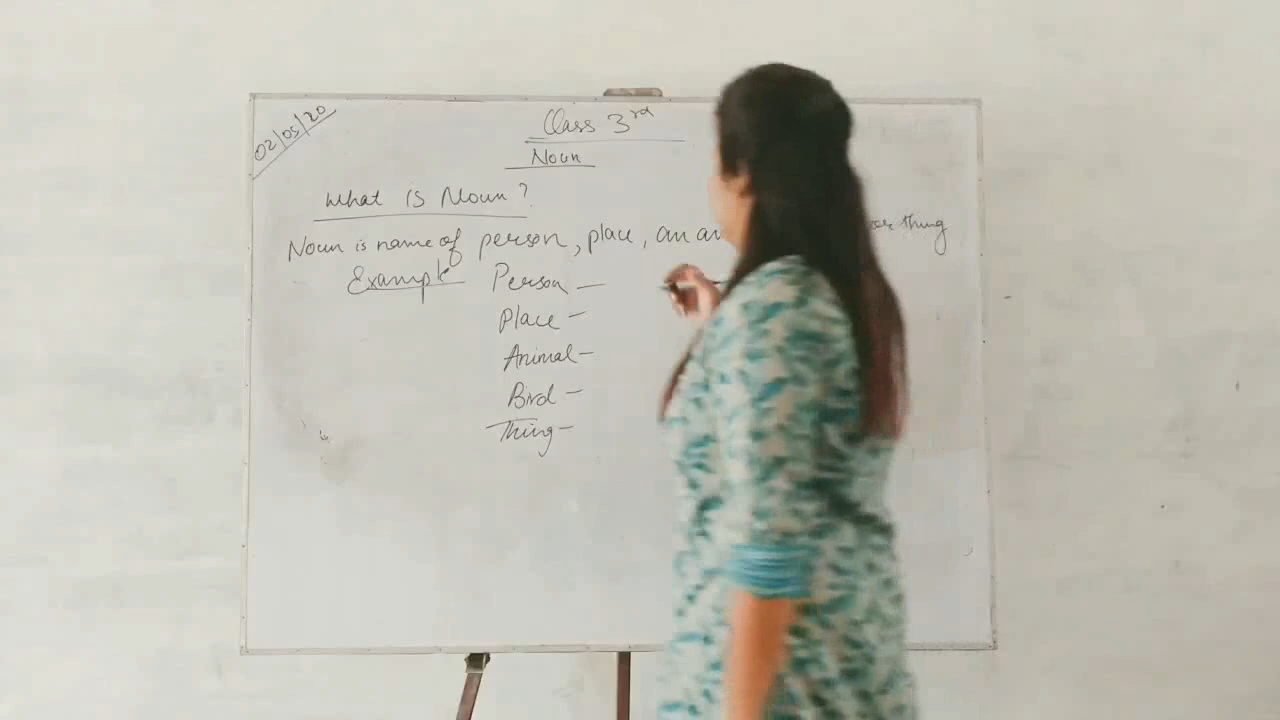 02/05/20
Class 3rd
Noun
What is Noun?
Noun is name of person, place, an or thing
Example Person —
Place –
Animal –
Bird –
Thing –